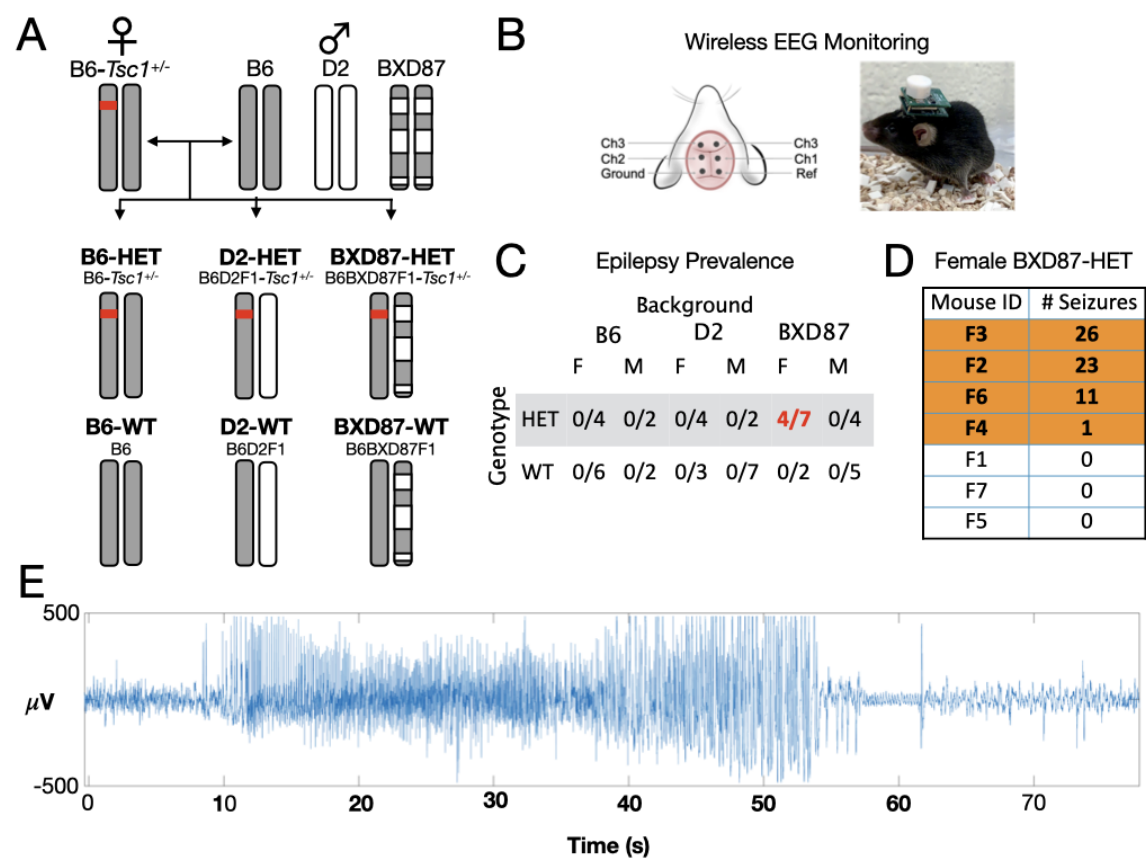 A
♀
♂
B6-Tsc1+/-
B6
D2
BXD87
B6-HET
D2-HET
BXD87-HET
B6-Tsc1+/-
B6D2F1-Tsc1+/-
B6BXD87F1-Tsc1+/-
B6-WT
D2-WT
BXD87-WT
B6
B6D2F1
B6BXD87F1
B
Wireless EEG Monitoring
Ch3
Ch2
Ground
Ch3
Ch1
Ref
C
Epilepsy Prevalence
Background
B6 D2 BXD87
F M F M F M
Genotype
HET 0/4 0/2 0/4 0/2 4/7 0/4
WT 0/6 0/2 0/3 0/7 0/2 0/5
D
Female BXD87-HET
Mouse ID # Seizures
F3 26
F2 23
F6 11
F4 1
F1 0
F7 0
F5 0
E
500
μV
-500
0 10 20 30 40 50 60 70
Time (s)